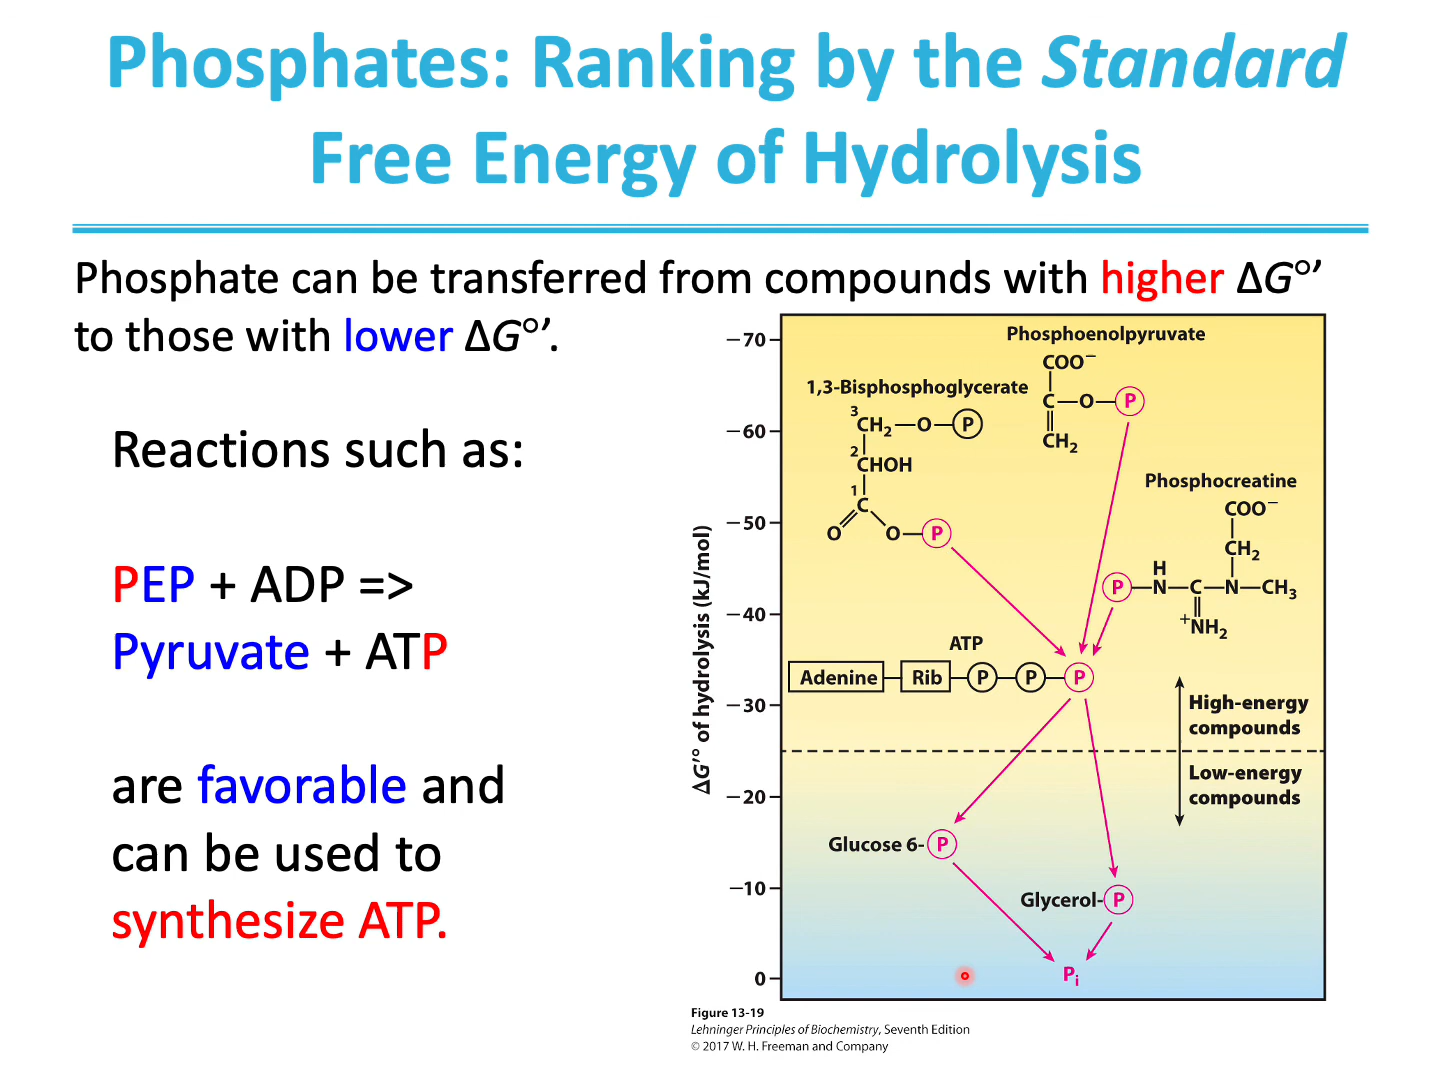 Phosphates: Ranking by the Standard
Free Energy of Hydrolysis
Phosphate can be transferred from compounds with higher ΔG°’
to those with lower ΔG°’.
Reactions such as:
PEP + ADP =>
Pyruvate + ATP
are favorable and
can be used to
synthesize ATP.
ΔG′° of hydrolysis (kJ/mol)
−70
−60
−50
−40
−30
−20
−10
0
Phosphoenolpyruvate
COO−
C—O—P
CH2
1,3-Bisphosphoglycerate
3
CH2—O—P
2
CHOH
1
C
O O—P
Phosphocreatine
COO−
CH2
H
P—N—C—N—CH3
+NH2
ATP
Adenine Rib P P P
High-energy
compounds
Low-energy
compounds
Glucose 6-P
Glycerol-P
Pi
Figure 13-19
Lehninger Principles of Biochemistry, Seventh Edition
© 2017 W. H. Freeman and Company